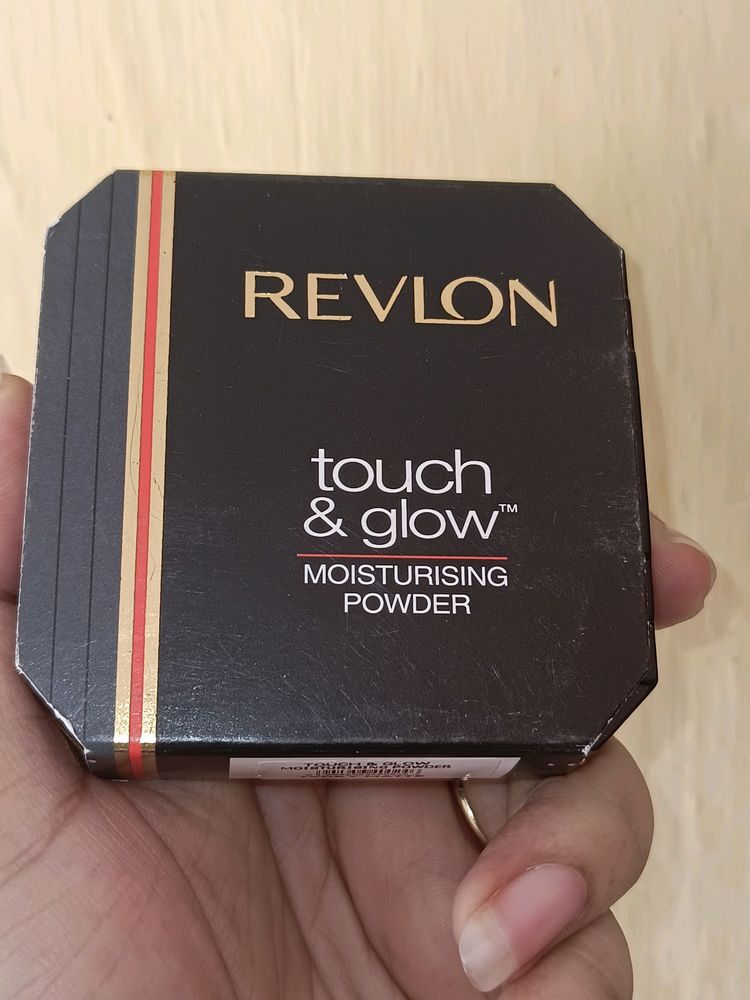 REVLON
touch
& glow™
MOISTURISING
POWDER
TOUCH & GLOW
MOISTURISING POWDER